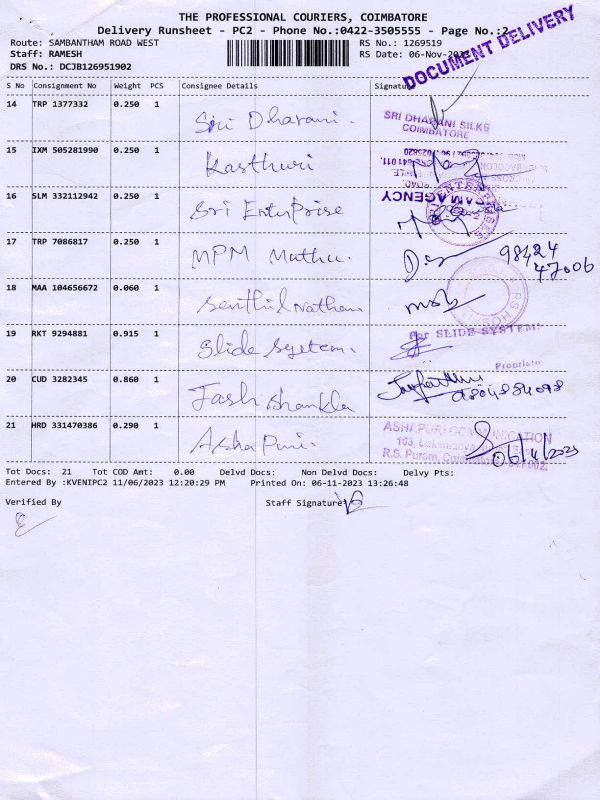 THE PROFESSIONAL COURIERS, COIMBATORE
Delivery Runsheet - PC2 - Phone No.:0422-3505555 - Page No.:2
DOCUMENT DELIVERY
Route: SAMBANTHAM ROAD WEST RS No.: 1269519
Staff: RAMESH RS Date: 06-Nov-2023
DRS No.: DCJB126951902
S No Consignment No Weight PCS Consignee Details Signature
14 TRP 1377332 0.250 1 Sri Dharani.
SRI DHARANI SILKS
COIMBATORE
15 IXM 505281990 0.250 1 Kasthuri
16 SLM 332112942 0.250 1 Sri Enterprise
AGENCY
17 TRP 7086817 0.250 1 MPM Muthu.
98424
47006
18 MAA 104656672 0.060 1 Senthil Nathan.
19 RKT 9294881 0.915 1 Slide System.
For SLIDE SYSTEMS
Proprietor
20 CUD 3282345 0.860 1 Jash Shankla
21 HRD 331470386 0.290 1 Asha Puri.
ASHAPURI COMMUNICATION
103,
R.S. Puram, Coimbatore - 641 002.
06/11/2023
Tot Docs: 21 Tot COD Amt: 0.00 Delvd Docs: Non Delvd Docs: Delvy Pts:
Entered By :KVENIPC2 11/06/2023 12:20:29 PM Printed On: 06-11-2023 13:26:48
Verified By Staff Signature